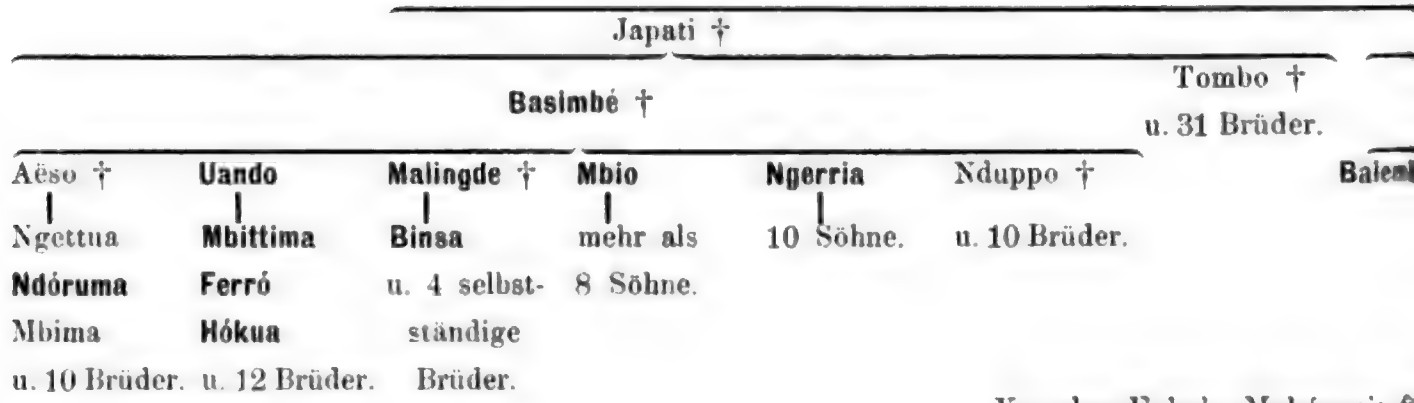 Japati †
Tombo †
Basimbé †
u. 31 Brüder.
Aëso † Uando Malingde † Mbio Ngerria Nduppo †
Ngettua Mbittima Binsa mehr als 10 Söhne. u. 10 Brüder.
Ndóruma Ferró u. 4 selbst- 8 Söhne.
Mbima Hókua ständige
u. 10 Brüder. u. 12 Brüder. Brüder.